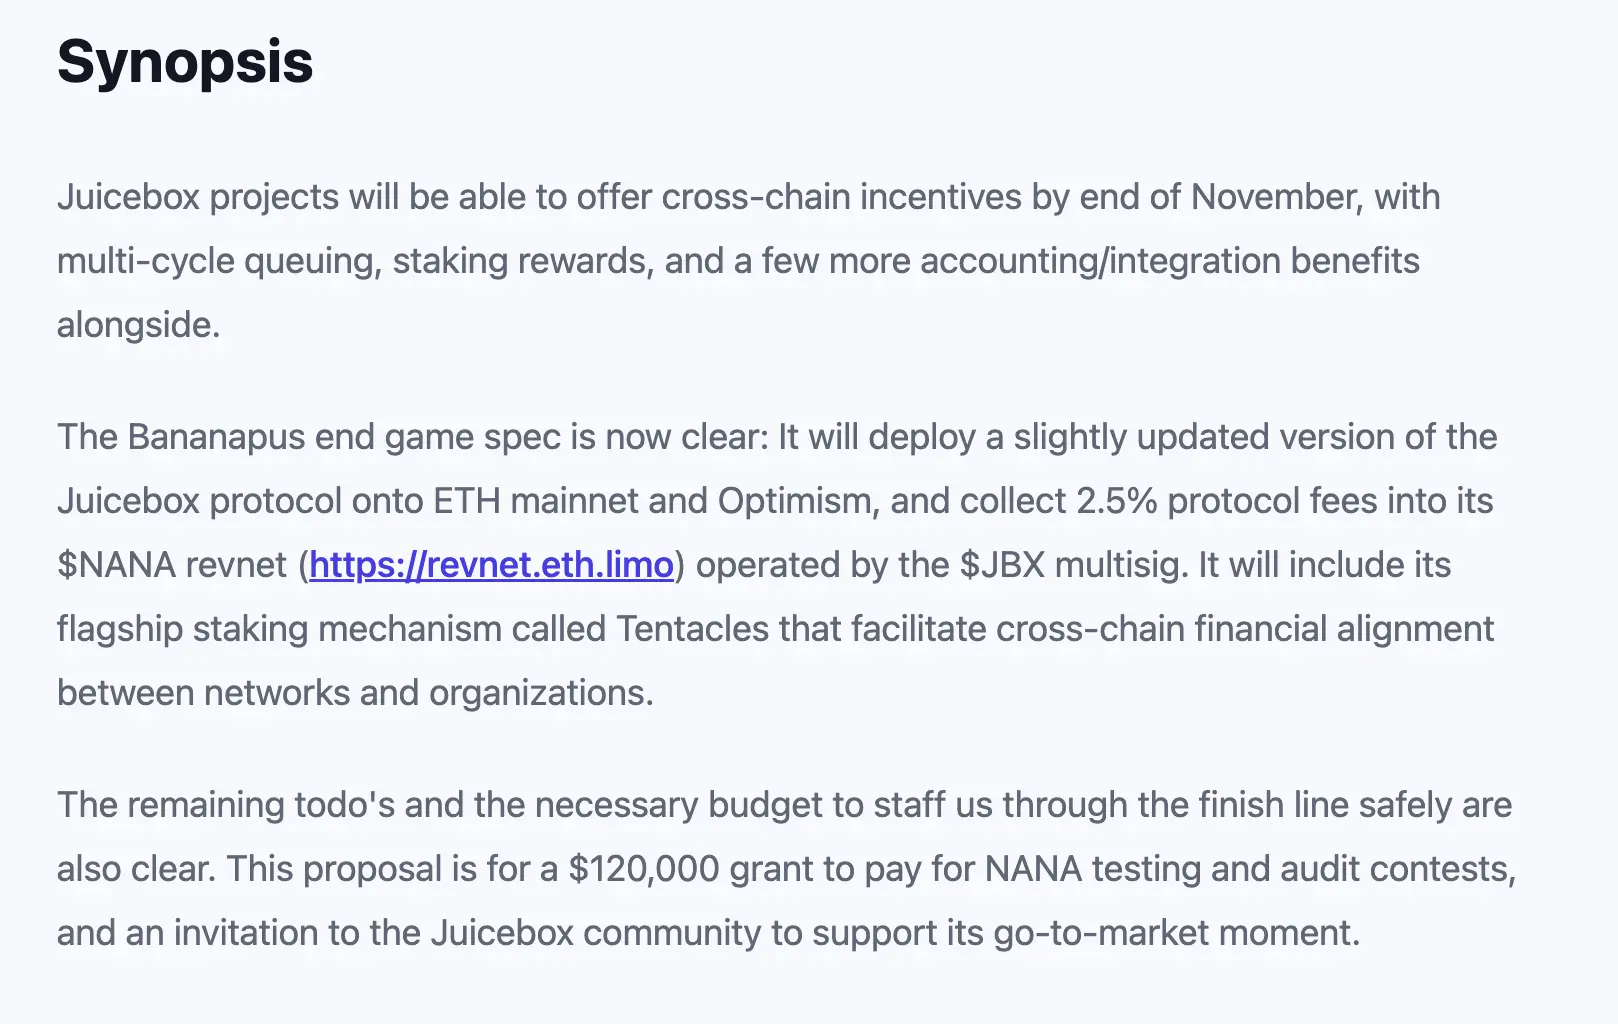 Synopsis
Juicebox projects will be able to offer cross-chain incentives by end of November, with
multi-cycle queuing, staking rewards, and a few more accounting/integration benefits
alongside.
The Bananapus end game spec is now clear: It will deploy a slightly updated version of the
Juicebox protocol onto ETH mainnet and Optimism, and collect 2.5% protocol fees into its
$NANA revnet (https://revnet.eth.limo) operated by the $JBX multisig. It will include its
flagship staking mechanism called Tentacles that facilitate cross-chain financial alignment
between networks and organizations.
The remaining todo's and the necessary budget to staff us through the finish line safely are
also clear. This proposal is for a $120,000 grant to pay for NANA testing and audit contests,
and an invitation to the Juicebox community to support its go-to-market moment.